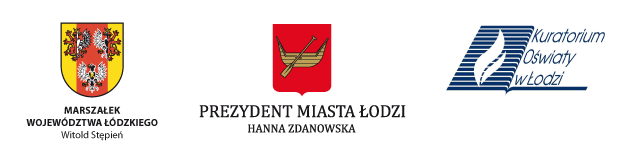 MARSZAŁEK
WOJEWÓDZTWA ŁÓDZKIEGO
Witold Stępień
PREZYDENT MIASTA ŁODZI
HANNA ZDANOWSKA
Kuratorium
Oświaty
w Łodzi